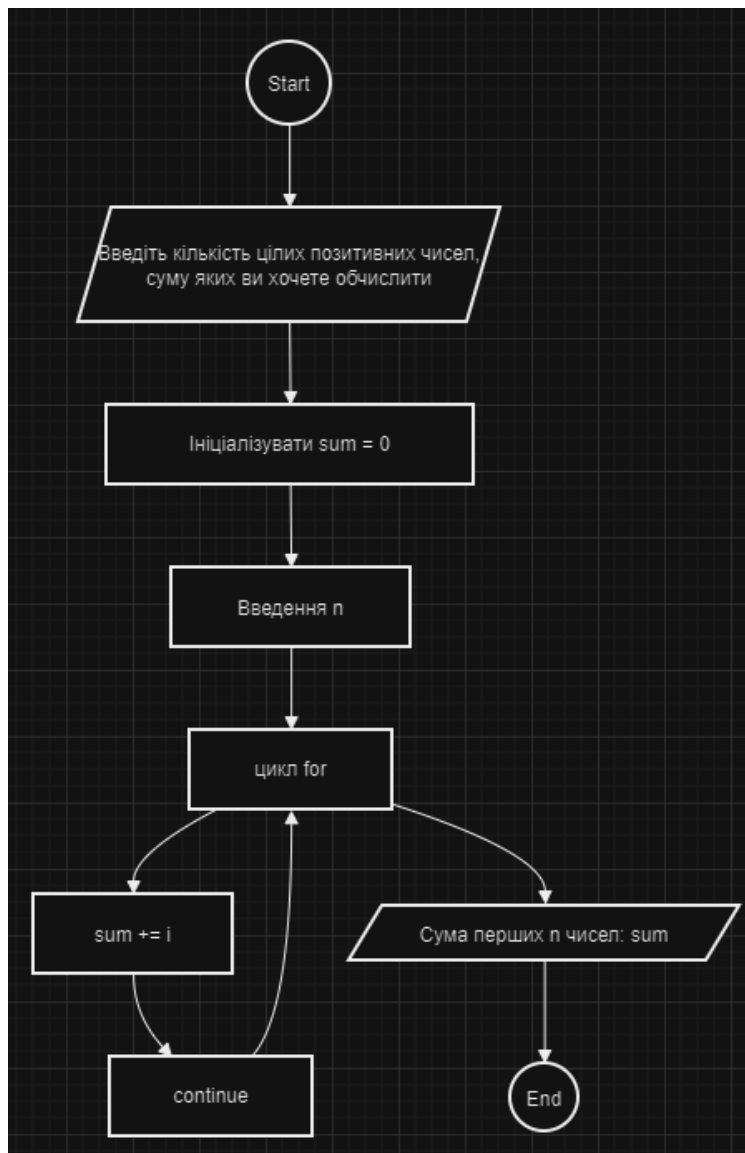 Start
Введіть кількість цілих позитивних чисел,
суму яких ви хочете обчислити
Ініціалізувати sum = 0
Введення n
цикл for
sum += i
Сума перших n чисел: sum
continue
End